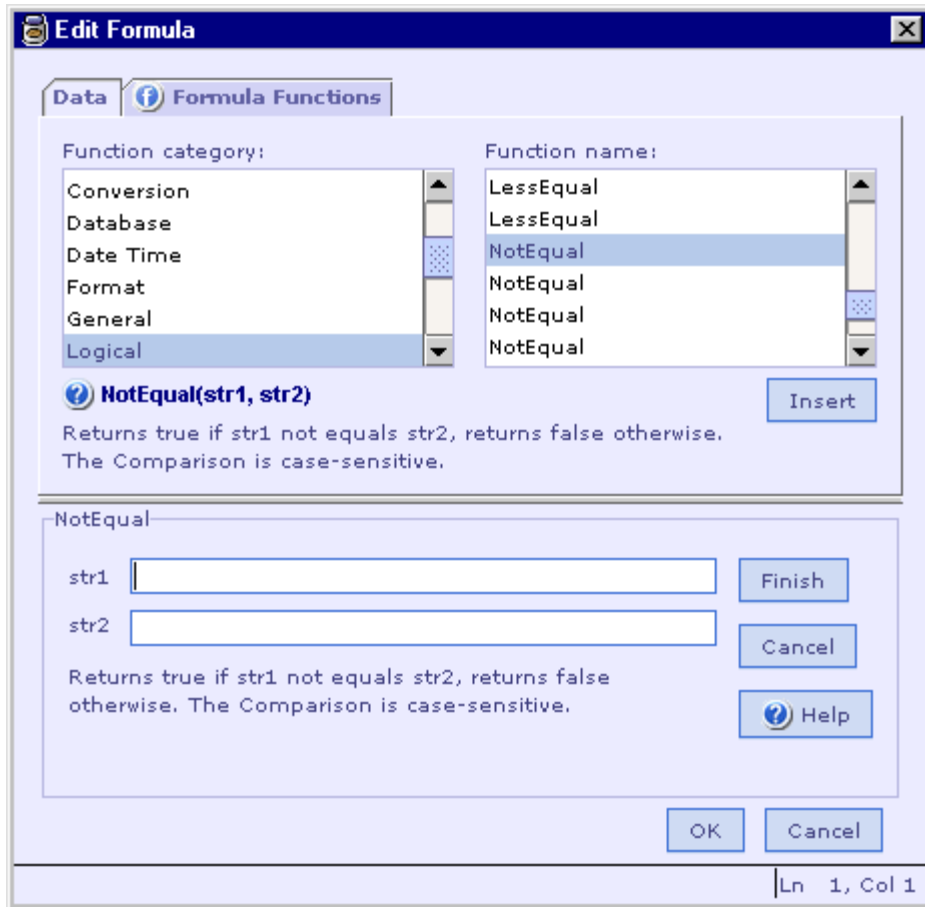 Edit Formula
Data
Formula Functions
Function category:
Function name:
Conversion
Database
Date Time
Format
General
Logical
LessEqual
LessEqual
NotEqual
NotEqual
NotEqual
NotEqual
NotEqual(str1, str2)
Insert
Returns true if str1 not equals str2, returns false otherwise.
The Comparison is case-sensitive.
NotEqual
str1
Finish
str2
Cancel
Returns true if str1 not equals str2, returns false
otherwise. The Comparison is case-sensitive.
Help
OK
Cancel
Ln 1, Col 1